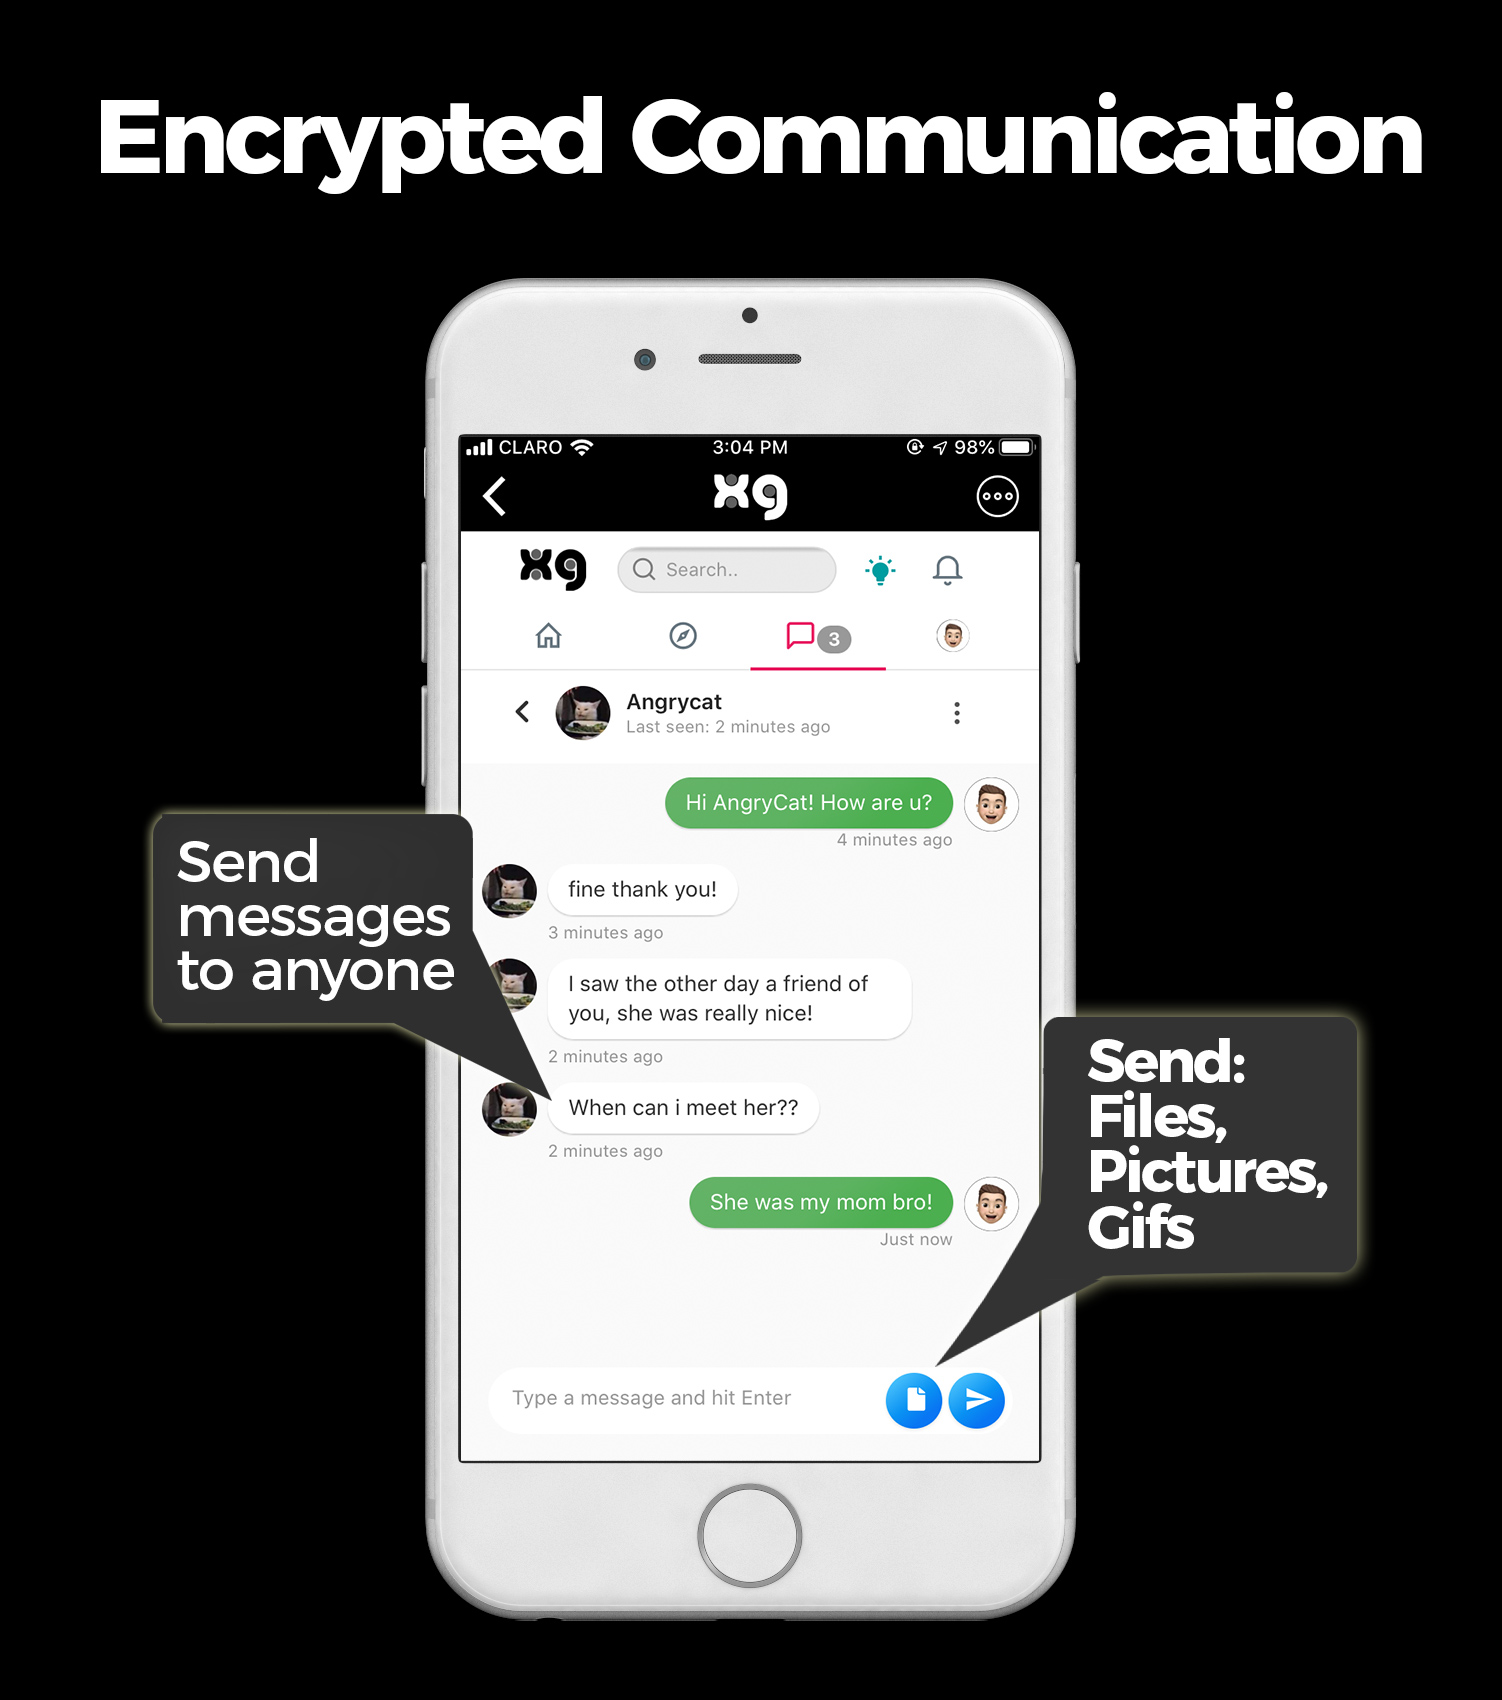 Encrypted Communication
CLARO 3:04 PM 98%
xg
xg Search..
3
Angrycat
Last seen: 2 minutes ago
Hi AngryCat! How are u?
4 minutes ago
Send
messages
to anyone
fine thank you!
3 minutes ago
I saw the other day a friend of
you, she was really nice!
2 minutes ago
When can i meet her??
2 minutes ago
She was my mom bro!
Just now
Send:
Files,
Pictures,
Gifs
Type a message and hit Enter